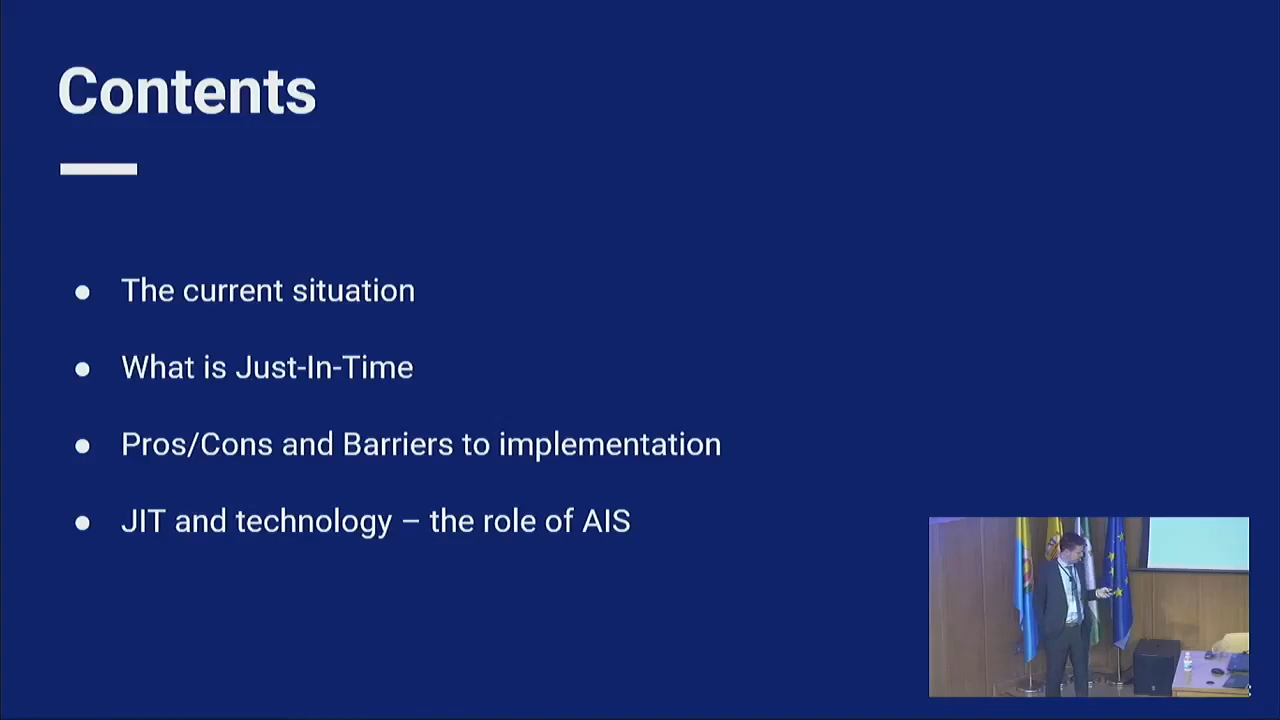 Contents
● The current situation
● What is Just-In-Time
● Pros/Cons and Barriers to implementation
● JIT and technology – the role of AIS